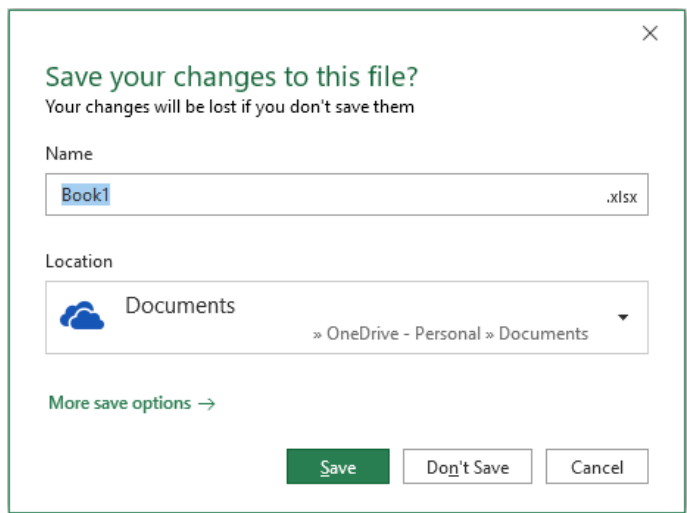 Save your changes to this file?
Your changes will be lost if you don't save them
Name
Book1 .xlsx
Location
Documents
» OneDrive - Personal » Documents
More save options →
Save Don't Save Cancel